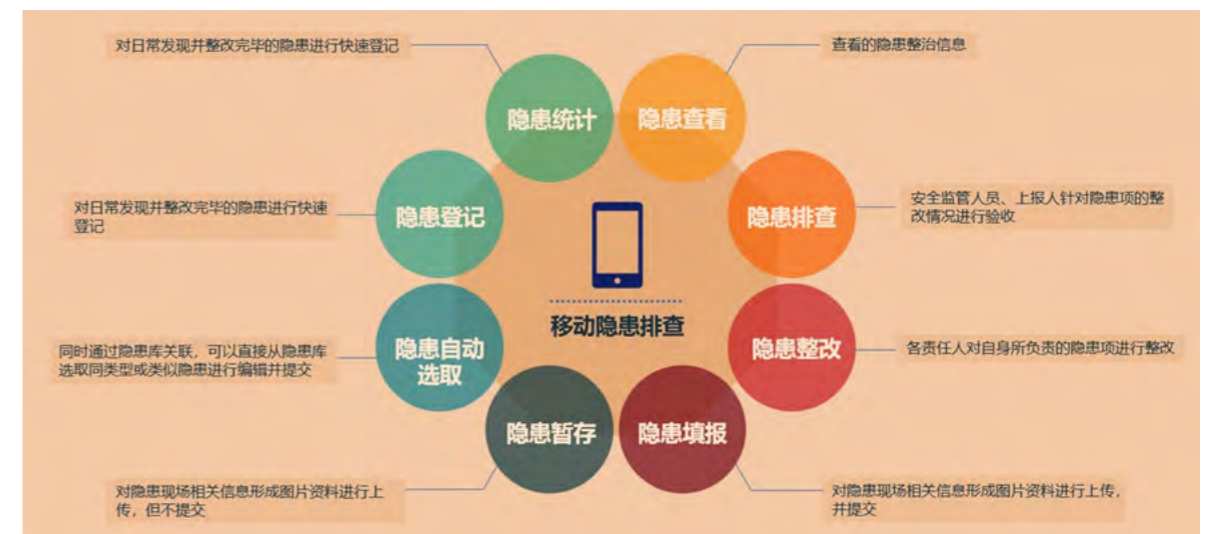 对日常发现并整改完毕的隐患进行快速登记
查看的隐患整治信息
隐患统计
隐患查看
对日常发现并整改完毕的隐患进行快速
登记
隐患登记
隐患排查
安全监管人员、上报人针对隐患项的整
改情况进行验收
移动隐患排查
同时通过隐患库关联，可以直接从隐患库
选取同类型或类似隐患进行编辑并提交
隐患自动
选取
隐患整改
各责任人对自身所负责的隐患项进行整改
隐患暂存
隐患填报
对隐患现场相关信息形成图片资料进行上
传，但不提交
对隐患现场相关信息形成图片资料进行上传，
并提交